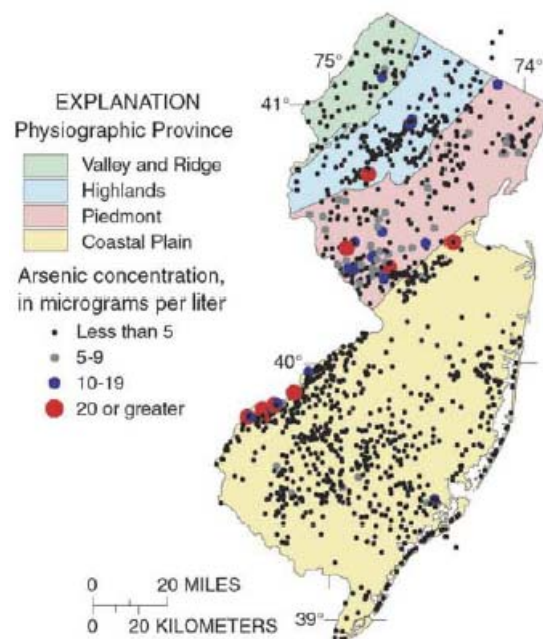 75°
74°
41°
EXPLANATION
Physiographic Province
Valley and Ridge
Highlands
Piedmont
Coastal Plain
Arsenic concentration,
in micrograms per liter
Less than 5
5-9
10-19
20 or greater
40°
0 20 MILES
0 20 KILOMETERS
39°